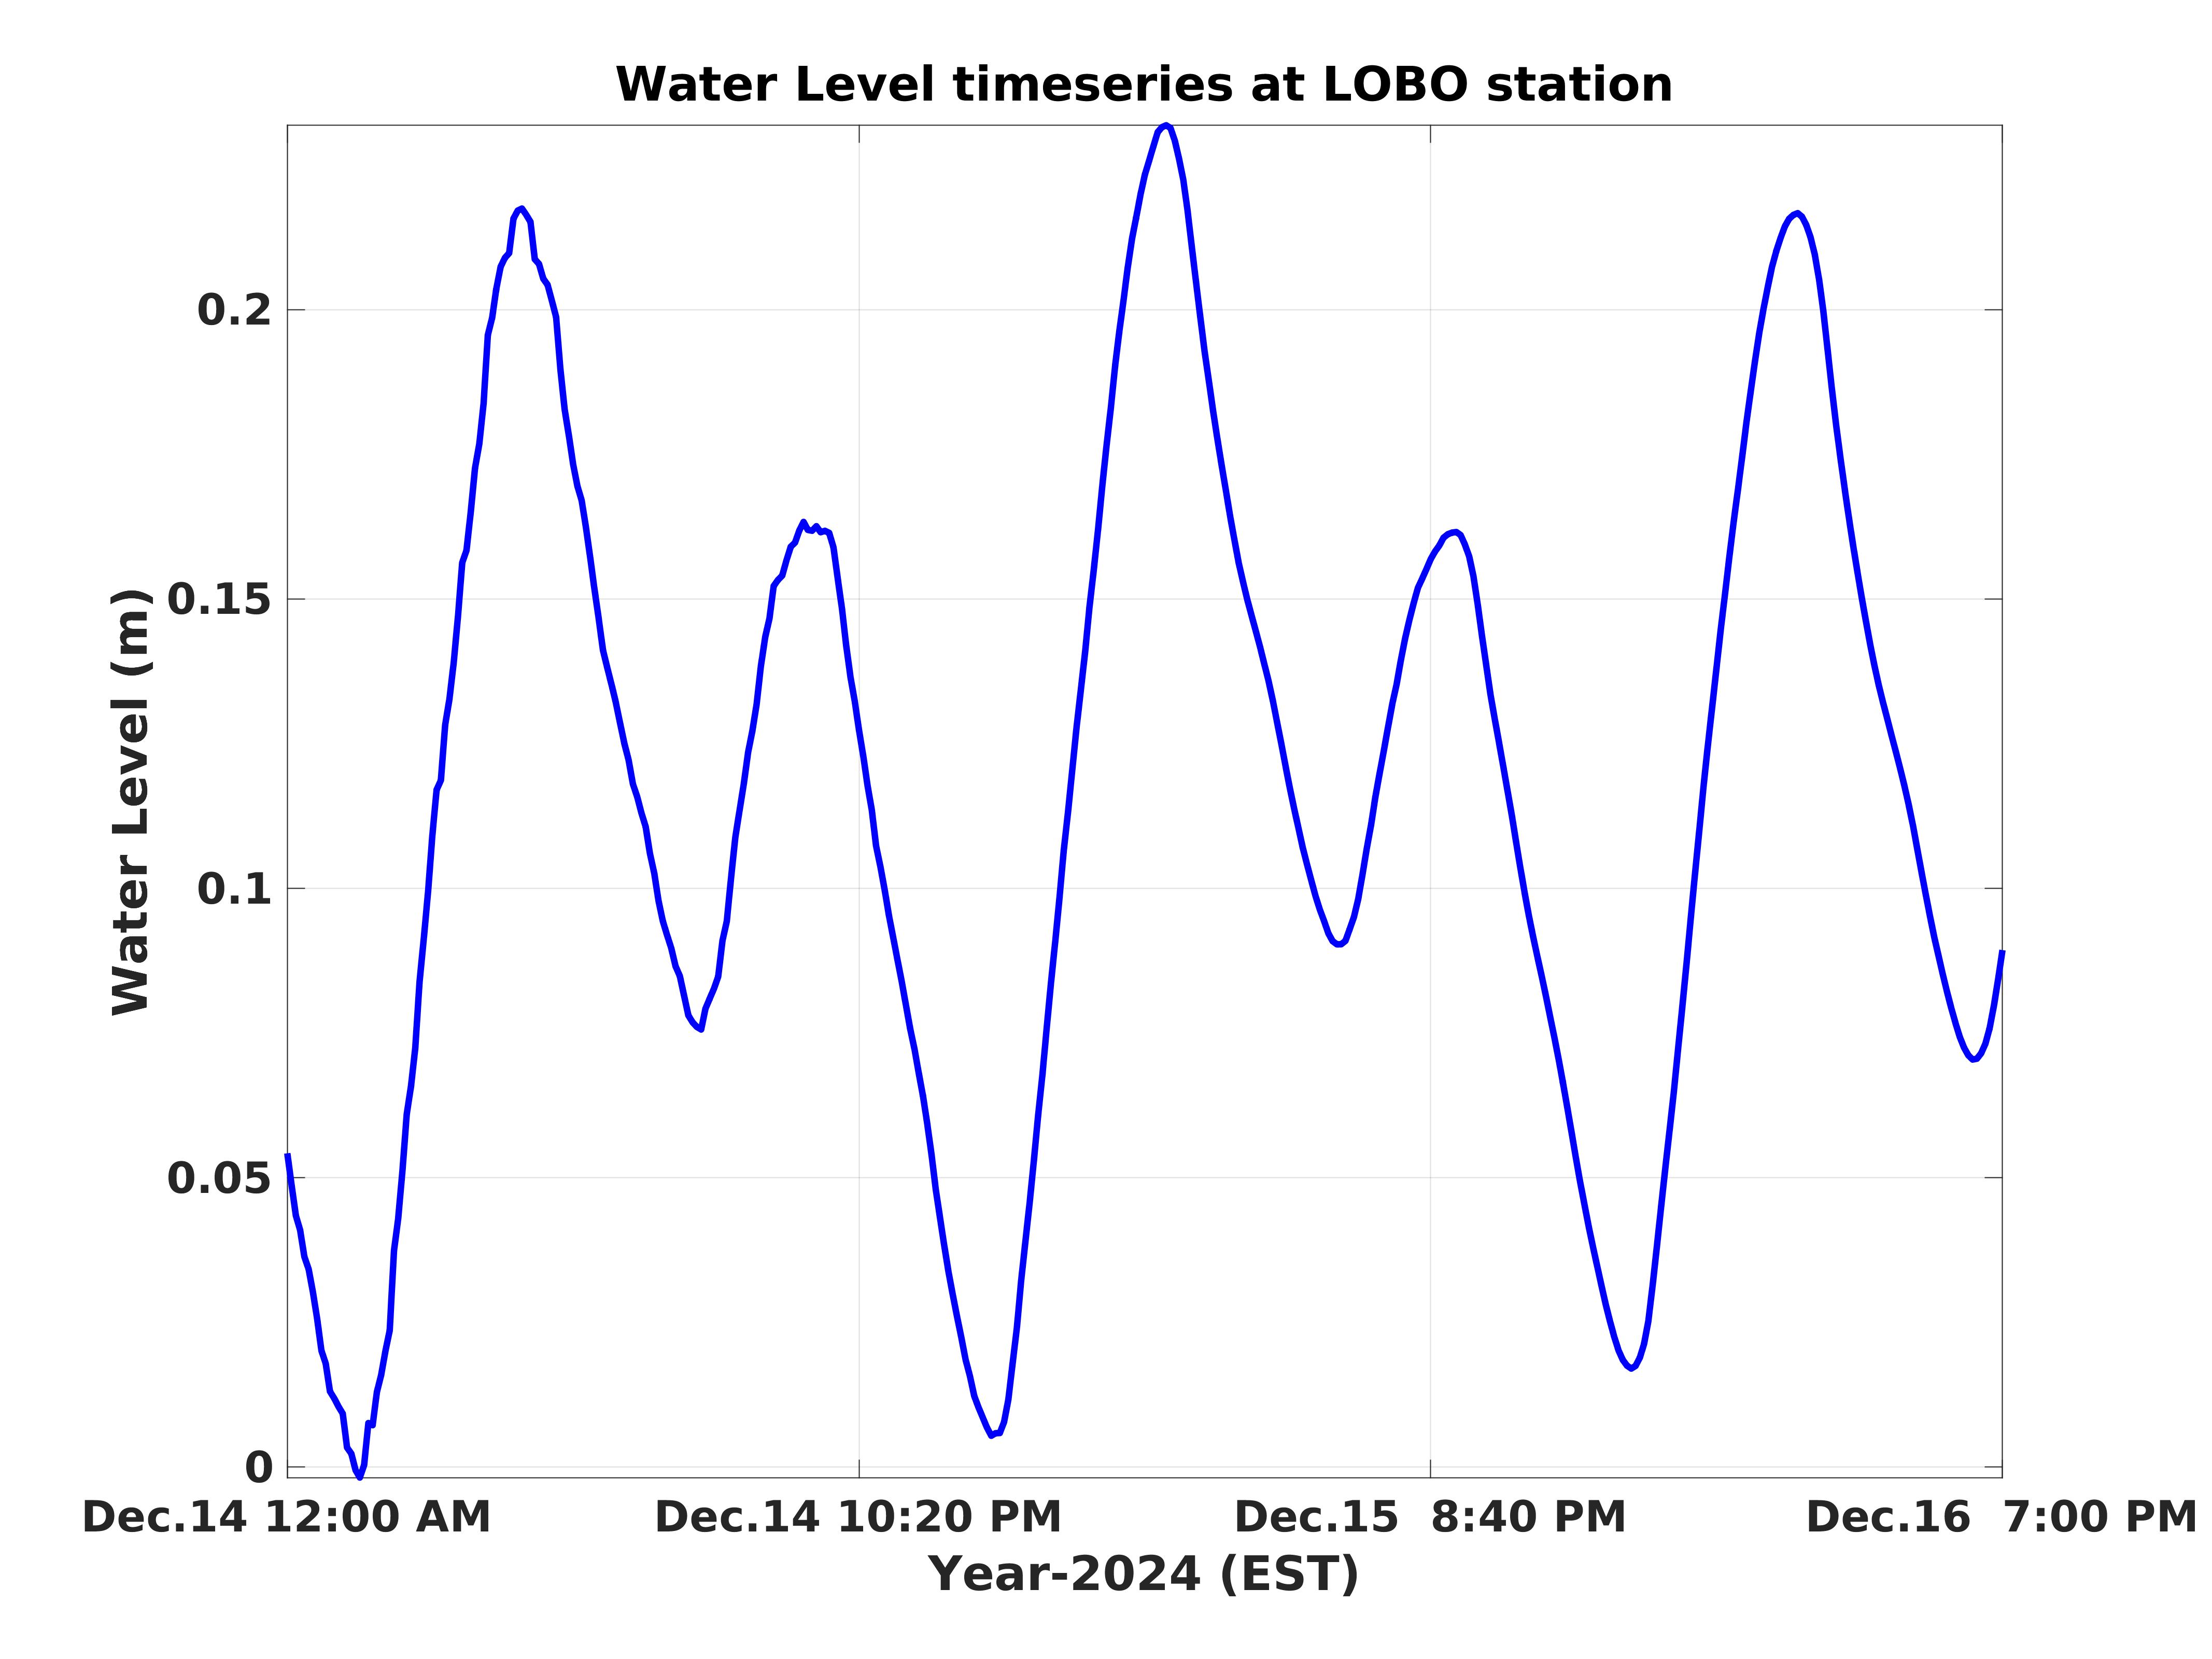 Water Level timeseries at LOBO station
Water Level (m)
0.2
0.15
0.1
0.05
0
Dec.14 12:00 AM Dec.14 10:20 PM Dec.15 8:40 PM Dec.16 7:00 PM
Year-2024 (EST)